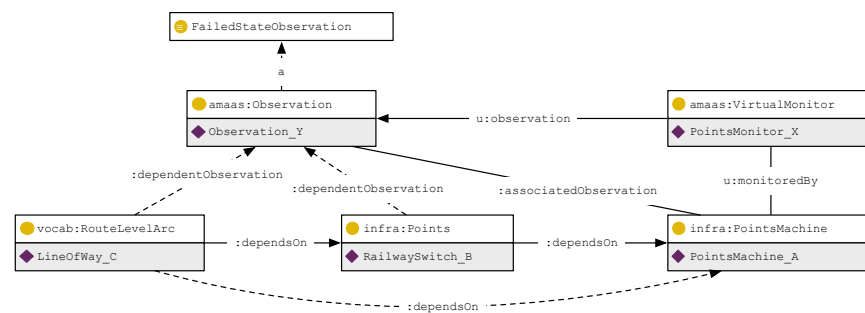 FailedStateObservation
a
amaas:Observation
Observation_Y
u:observation
amaas:VirtualMonitor
PointsMonitor_X
:dependentObservation
:dependentObservation
:associatedObservation
u:monitoredBy
vocab:RouteLevelArc
LineOfWay_C
:dependsOn
infra:Points
RailwaySwitch_B
:dependsOn
infra:PointsMachine
PointsMachine_A
:dependsOn